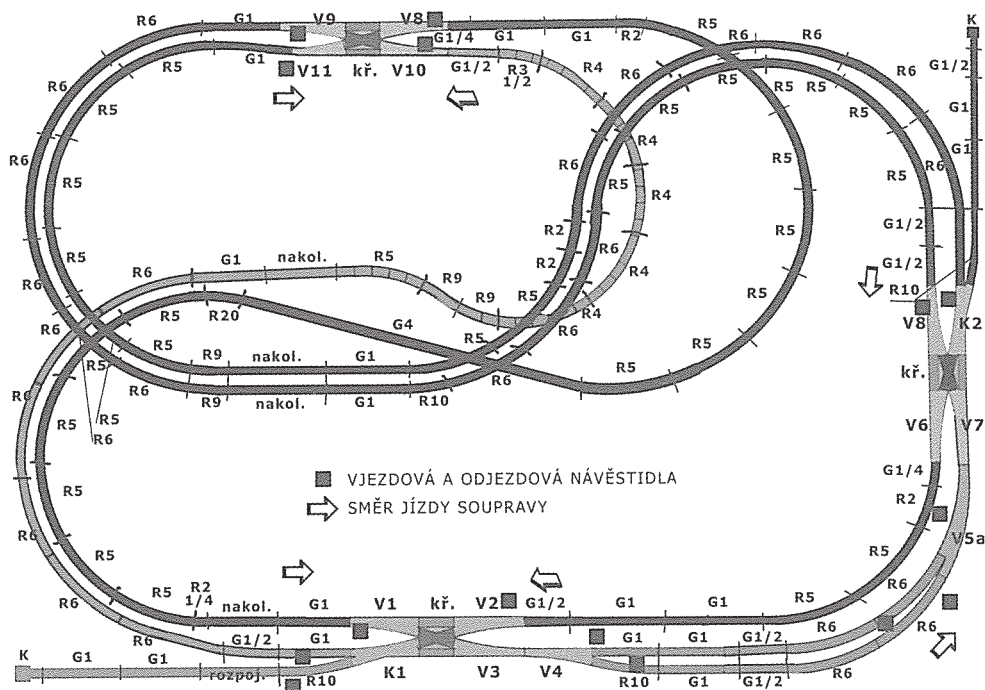 R6 G1 V9 V8 G1/4 G1 G1 R2 R5 R6 R6 K
R5 G1 V11 kř. V10 G1/2 R3 1/2 R4 R6 R5 R5 R5 R6 G1/2
R6 R5 R5 R5 G1
R6 R5 R6 R4 R5 R5 R6 G1
R5 R5 R4 R5 G1/2
R2 R6
R6 G1 nakol. R5 R2 R4 R5 G1/2
R5 R9 R9 R5 R4 R10
R6 R5 R20 G4 R6 V8 K2
R6 R5 R5 R9 nakol. G1 R5 R6 R5 kř.
R6 R6 R9 nakol. G1 R10
R5 R5 V6 V7
R6
VJEZDOVÁ A ODJEZDOVÁ NÁVĚSTIDLA
SMĚR JÍZDY SOUPRAVY
G1/4
R5 R2
R6 V5a
R5 R5
R6 R2 1/4 nakol. G1 V1 kř. V2 G1/2 G1 G1 R5 R6
R6 G1/2 G1 G1 G1 G1/2 R6
K G1 G1 rozpoj. R10 K1 V3 V4 R10 G1 G1/2 R6